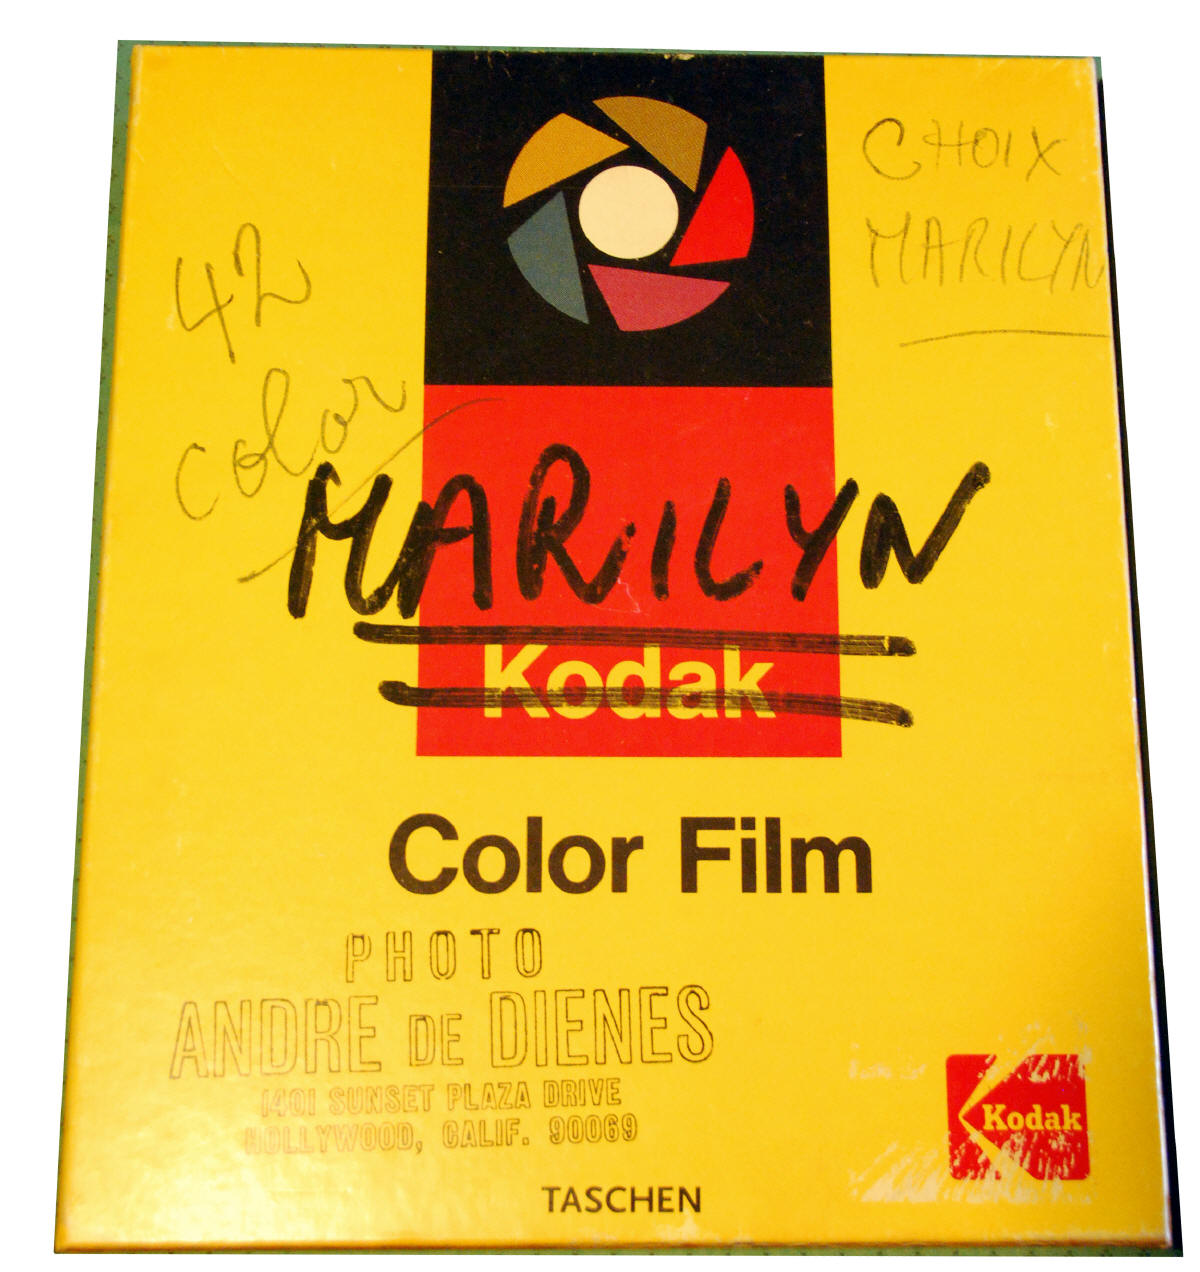 CHOIX
MARILYN
42
color
MARILYN
Kodak
Color Film
PHOTO
ANDRE DE DIENES
1401 SUNSET PLAZA DRIVE
HOLLYWOOD, CALIF. 90069
Kodak
TASCHEN